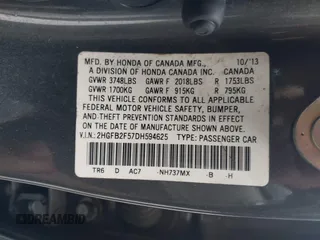 MFD. BY HONDA OF CANADA MFG., 10/13
A DIVISION OF HONDA CANADA INC. CANADA
GVWR 3748LBS GAWR F 2018LBS R 1753LBS
GVWR 1700KG GAWR F 915KG R 795KG
THIS VEHICLE CONFORMS TO ALL APPLICABLE
FEDERAL MOTOR VEHICLE SAFETY, BUMPER,
AND THEFT PREVENTION STANDARDS IN EFFECT
ON THE DATE OF MANUFACTURE SHOWN ABOVE.
V.I.N.: 2HGFB2F57DH594625 TYPE: PASSENGER CAR
TR6 D AC7 -NH737MX -B -H